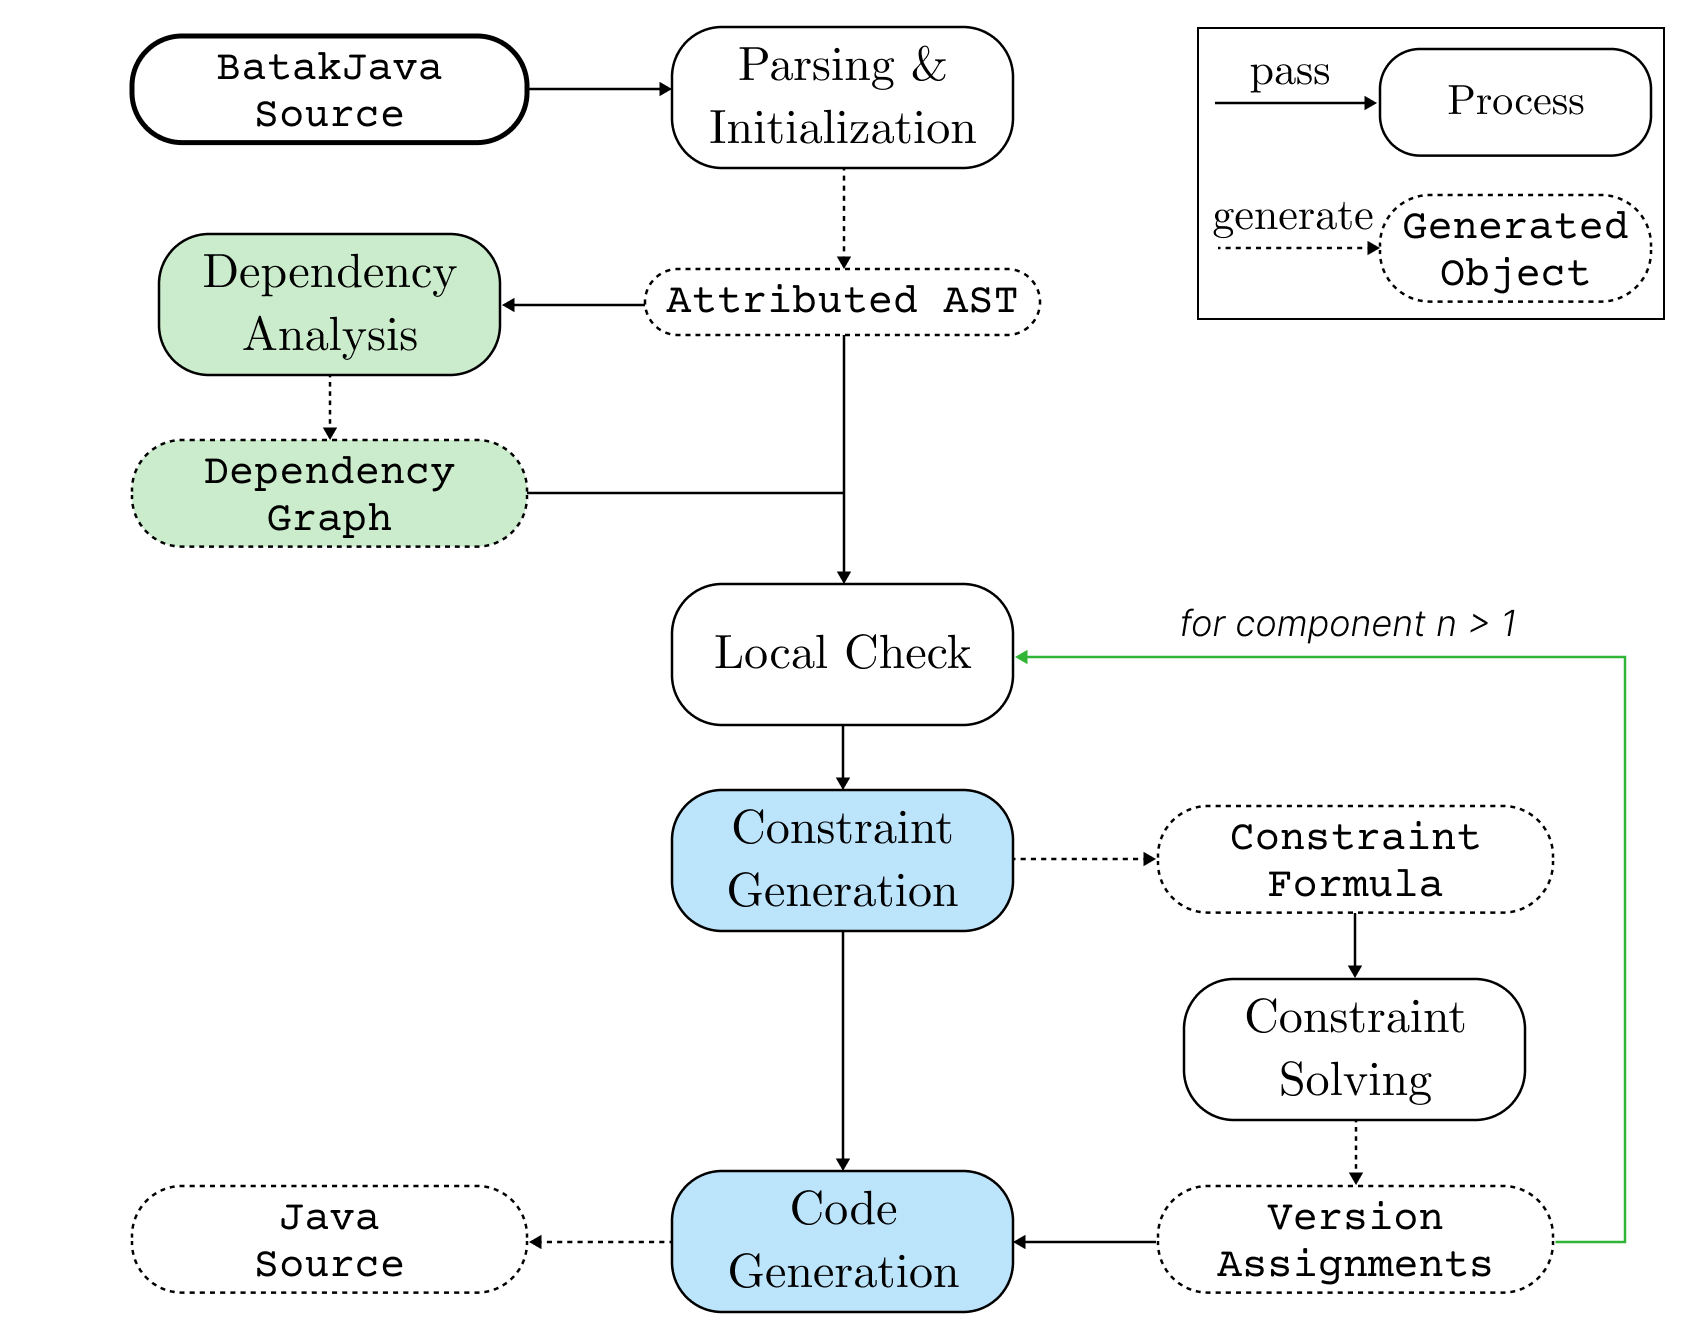 BatakJava
Source
Parsing &
Initialization
pass
Process
generate
Generated
Object
Dependency
Analysis
Attributed AST
Dependency
Graph
Local Check
for component n > 1
Constraint
Generation
Constraint
Formula
Constraint
Solving
Java
Source
Code
Generation
Version
Assignments